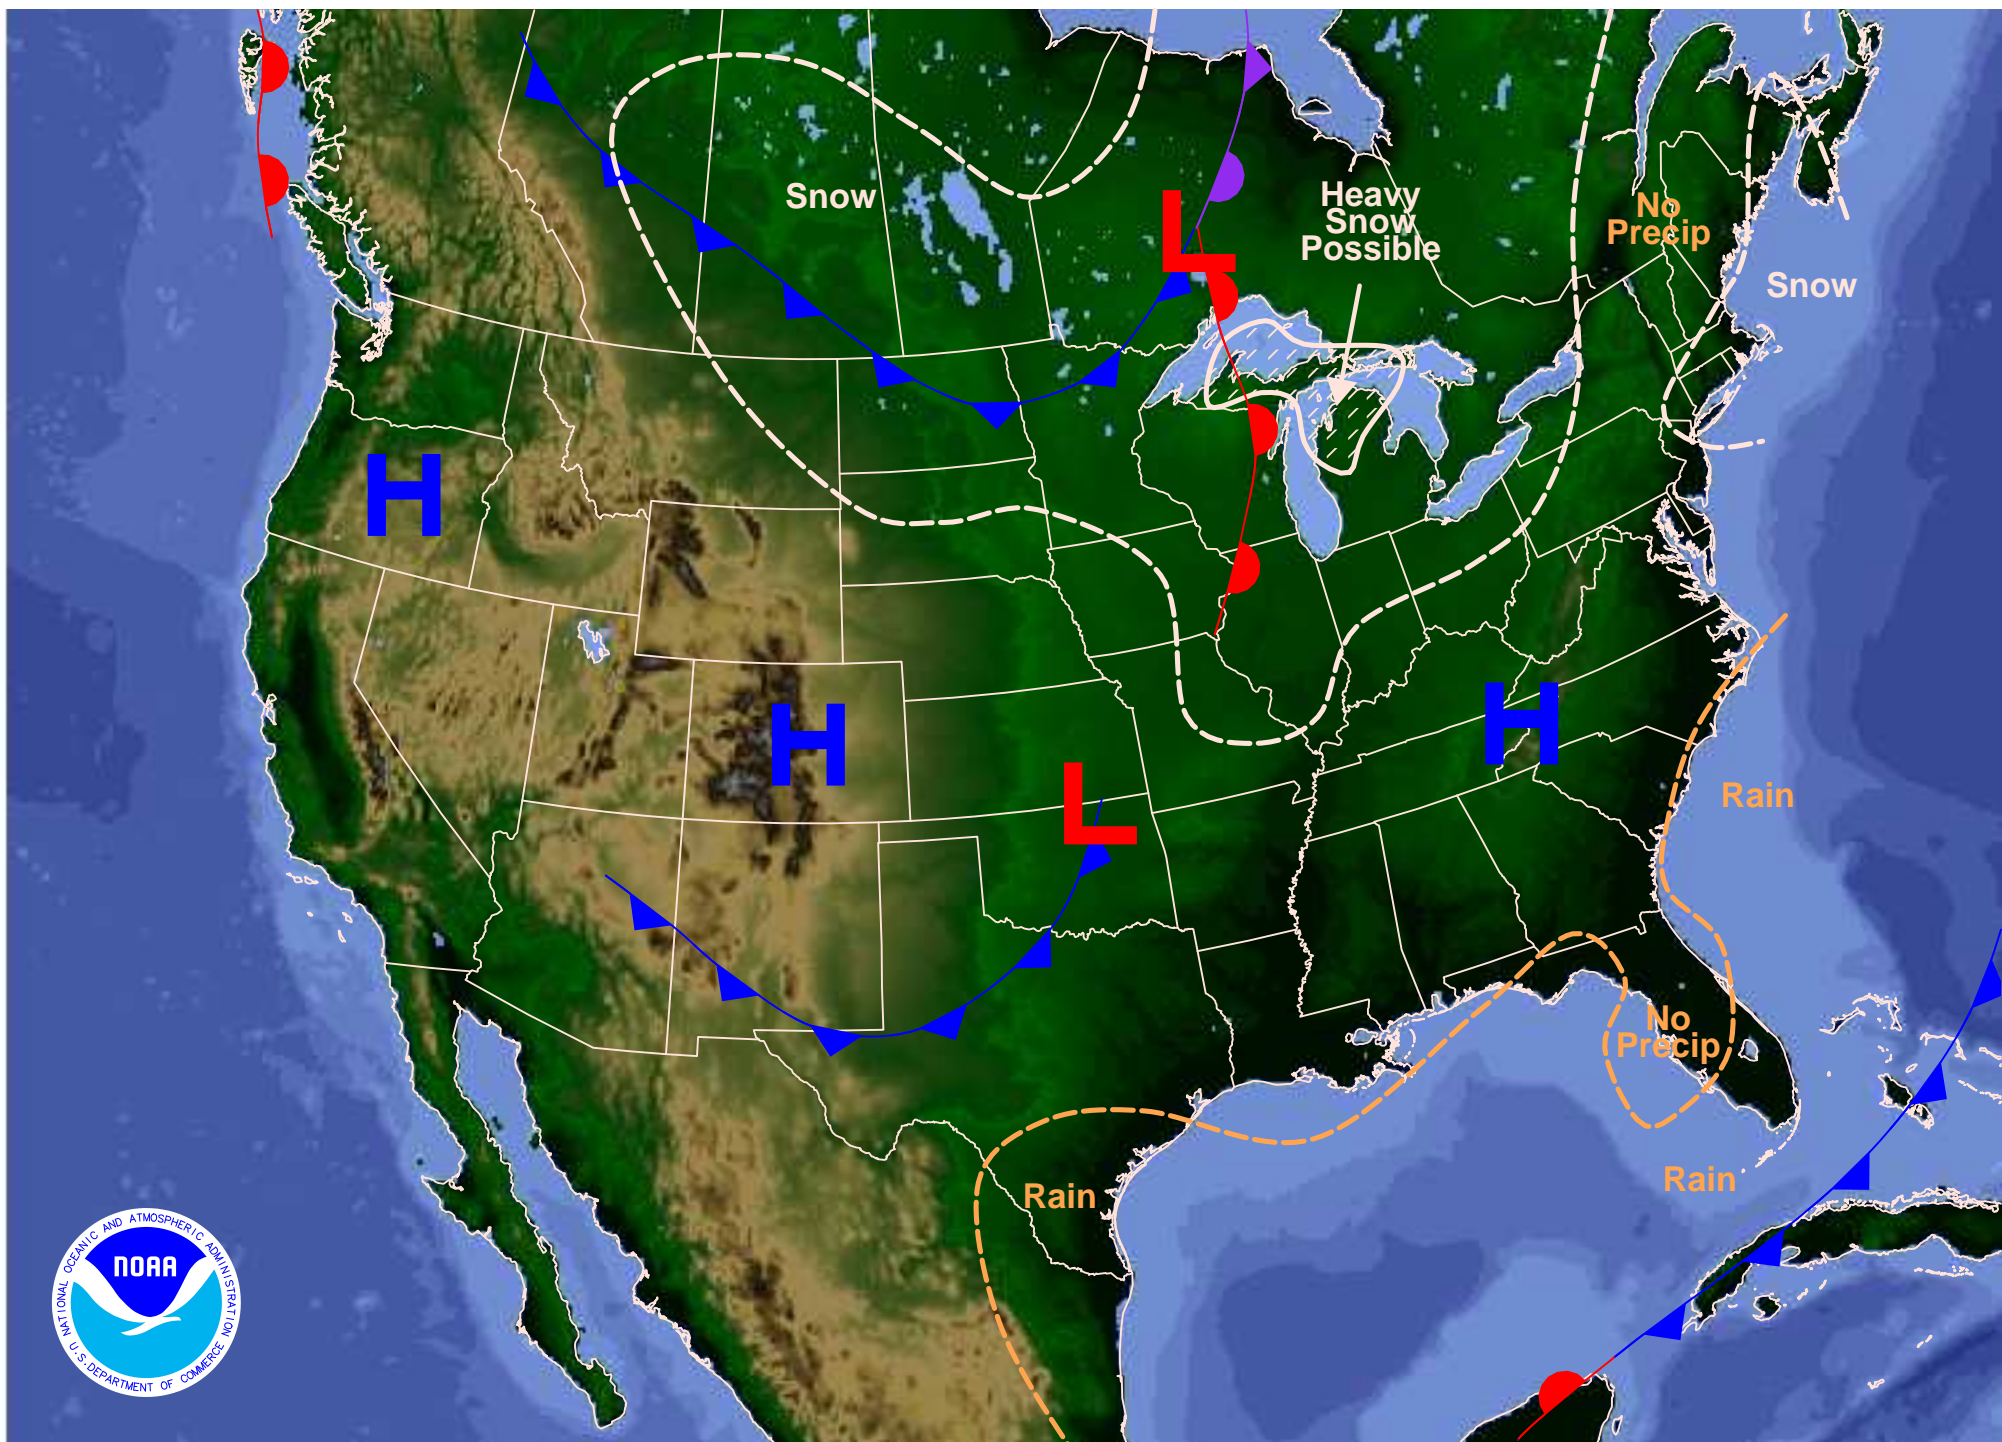 Snow
Heavy
Snow
Possible
No
Precip
Snow
L
H
H
H
L
Rain
No
Precip
Rain
Rain
NATIONAL OCEANIC AND ATMOSPHERIC ADMINISTRATION
NOAA
U.S. DEPARTMENT OF COMMERCE